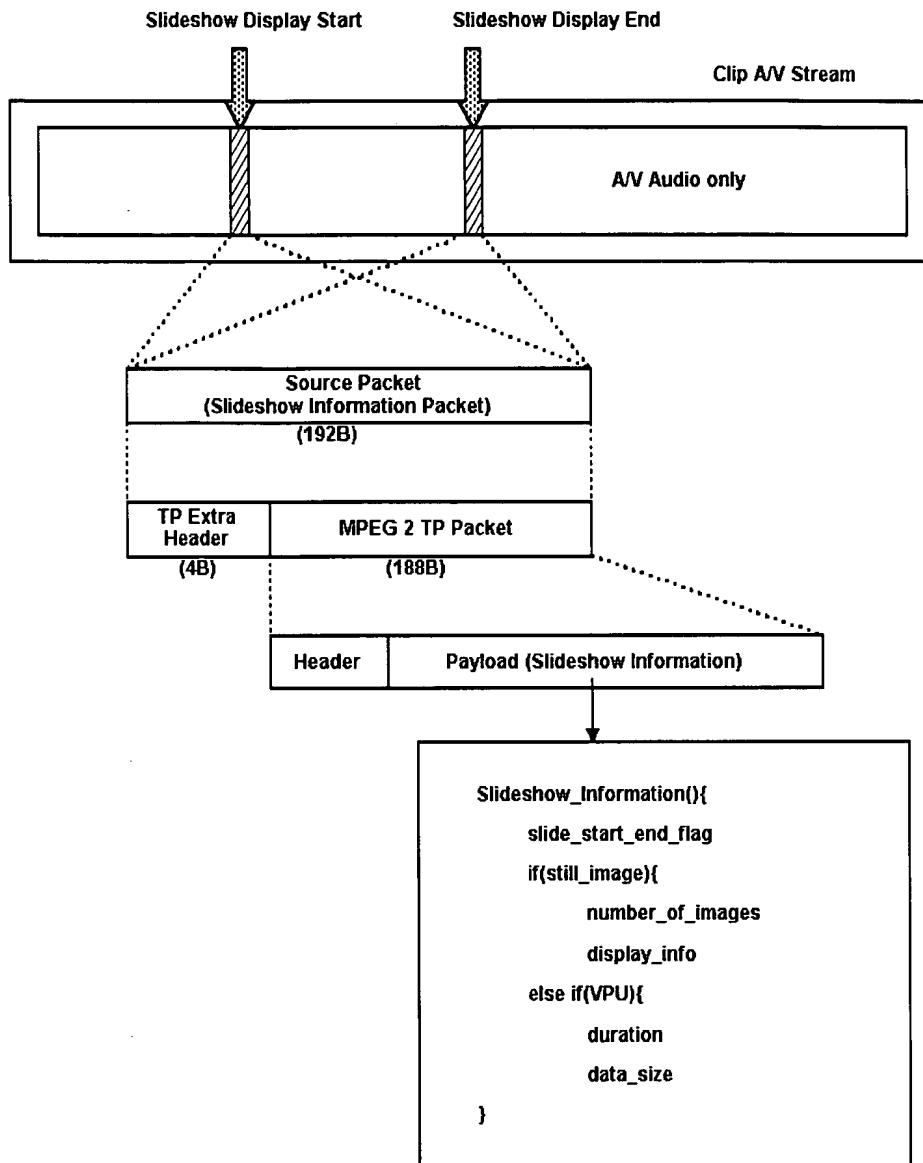 Slideshow Display Start
Slideshow Display End
Clip A/V Stream
A/V Audio only
Source Packet
(Slideshow Information Packet)
(192B)
TP Extra
Header
MPEG 2 TP Packet
(4B)
(188B)
Header
Payload (Slideshow Information)
Slideshow_Information(){
slide_start_end_flag
if(still_image){
number_of_images
display_info
else if(VPU){
duration
data_size
}